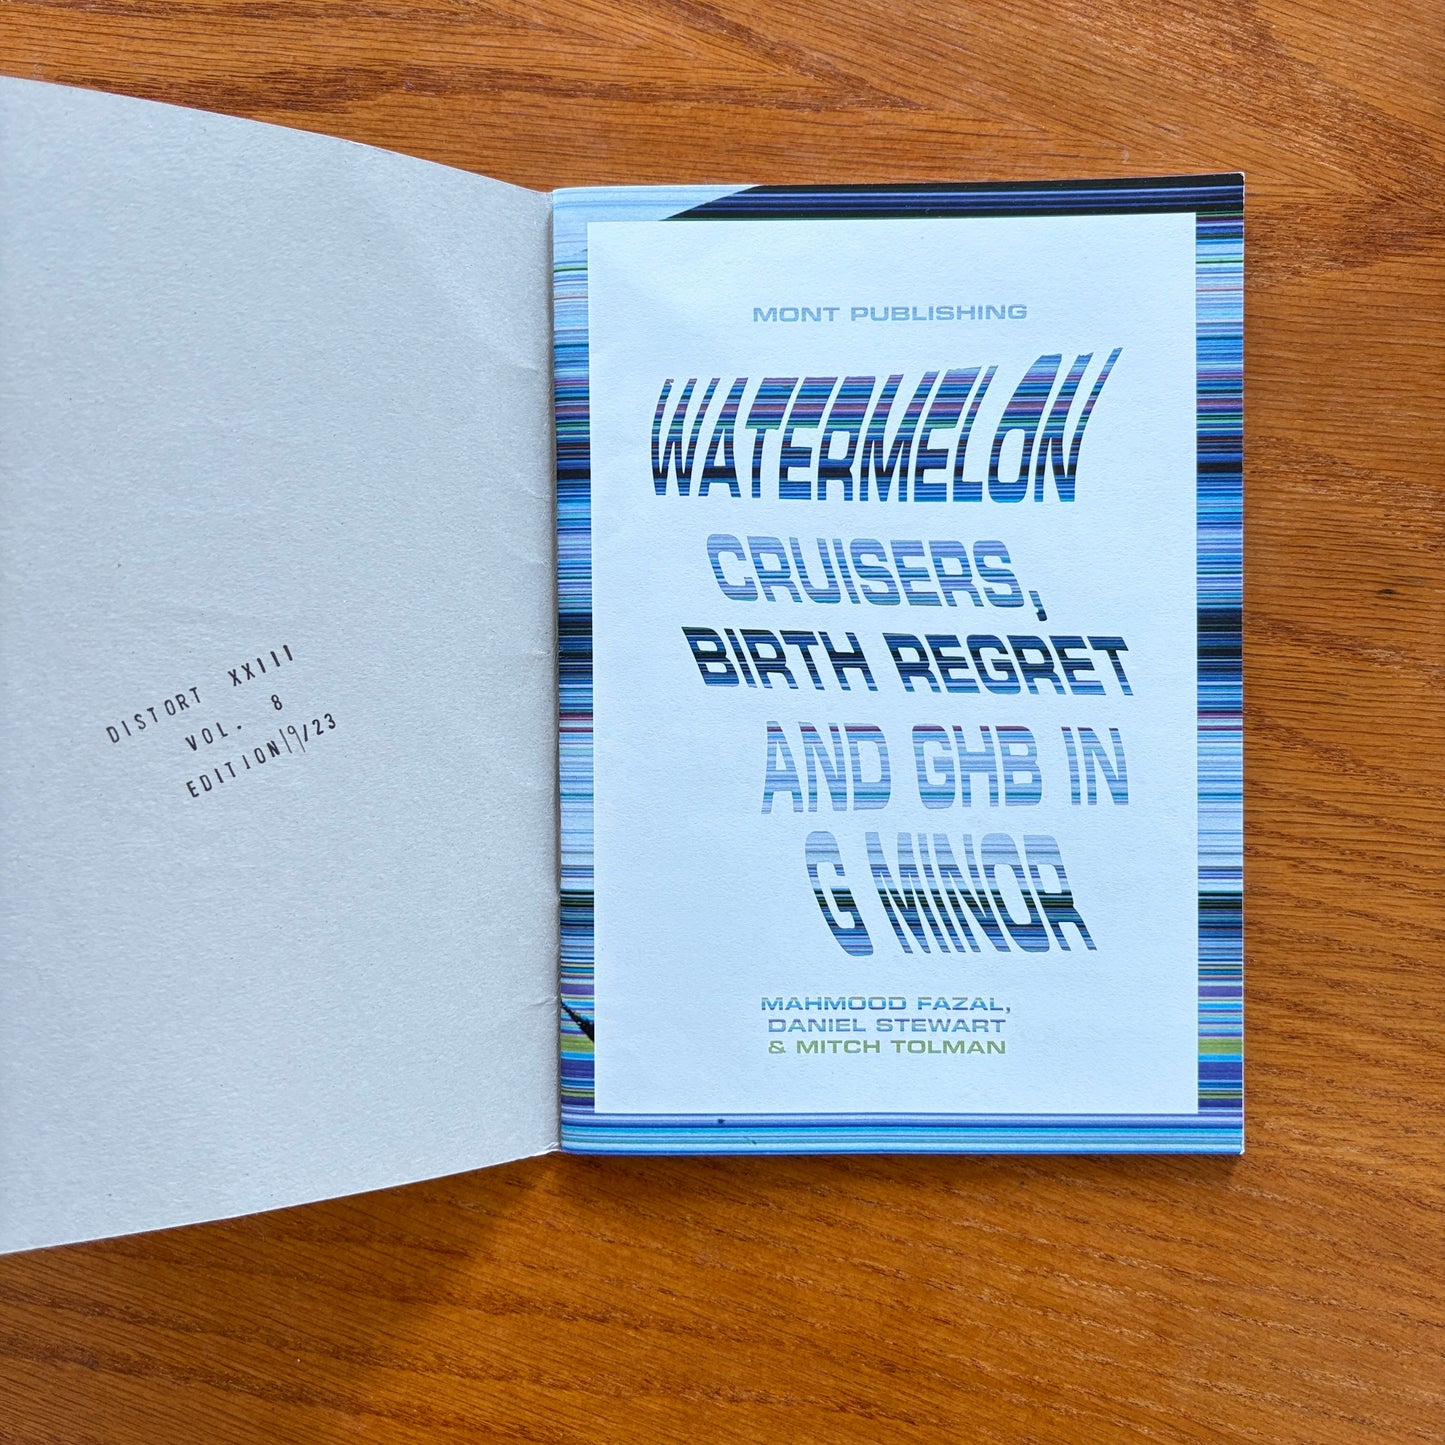 DISTORT XXIII
VOL. 8
EDITION 19/23
MONT PUBLISHING
WATERMELON
CRUISERS,
BIRTH REGRET
AND GHB IN
G MINOR
MAHMOOD FAZAL,
DANIEL STEWART
& MITCH TOLMAN